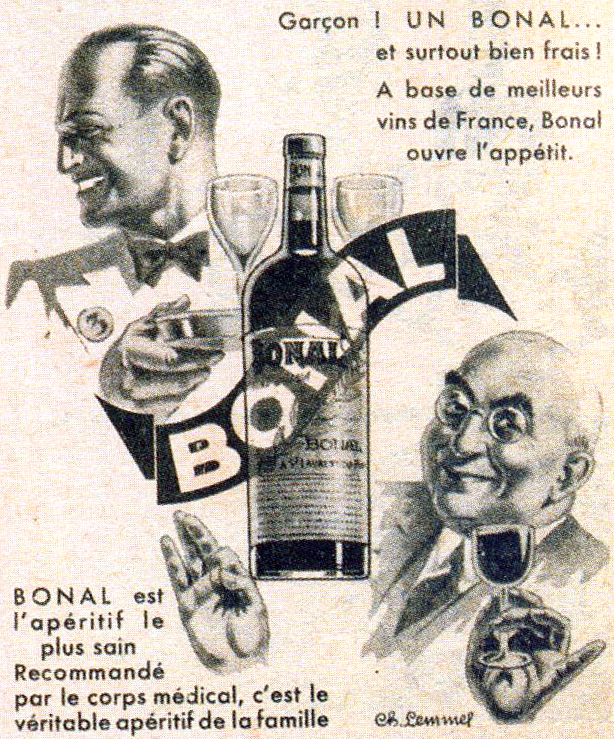 Garçon ! UN BONAL...
et surtout bien frais !
A base de meilleurs
vins de France, Bonal
ouvre l'appétit.
BONAL
BONAL
BONAL
BONAL est
l'apéritif le
plus sain
Recommandé
par le corps médical, c'est le
véritable apéritif de la famille
Ch. Lemmel